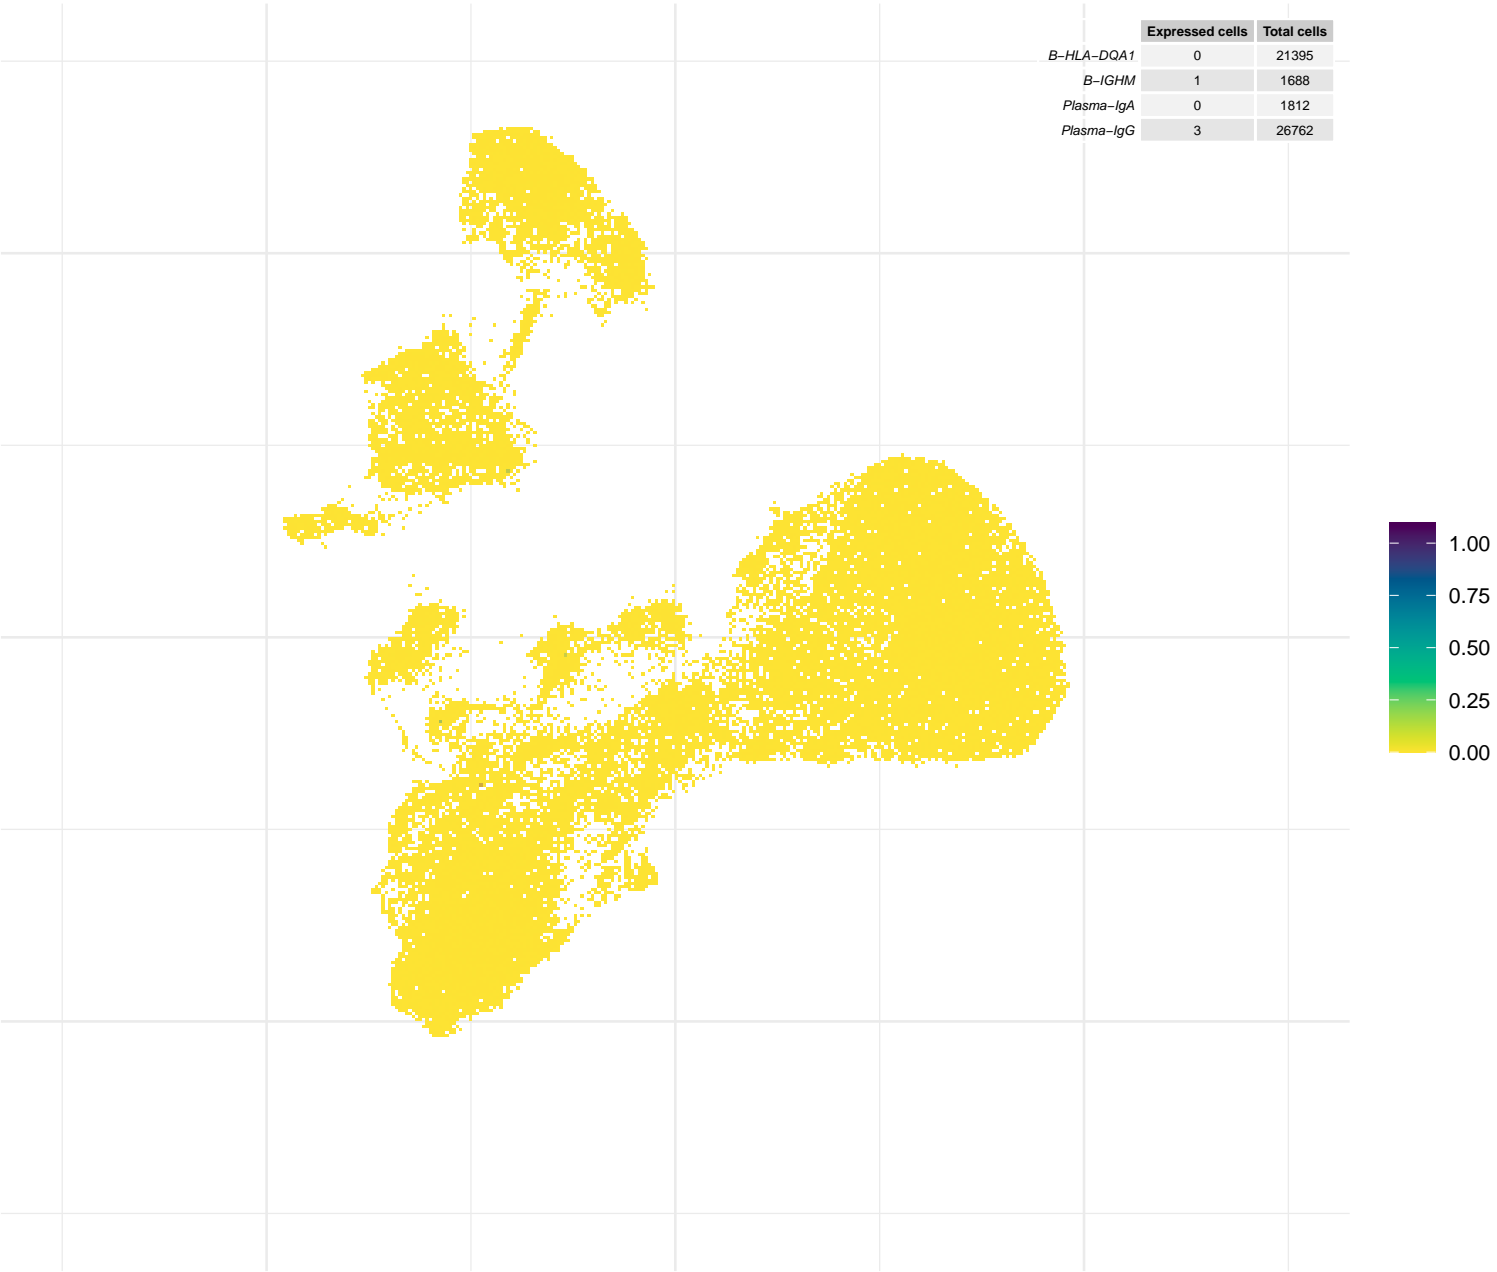 Expressed cells Total cells
B−HLA−DQA1 0 21395
B−IGHM 1 1688
Plasma−IgA 0 1812
Plasma−IgG 3 26762
1.00
0.75
0.50
0.25
0.00